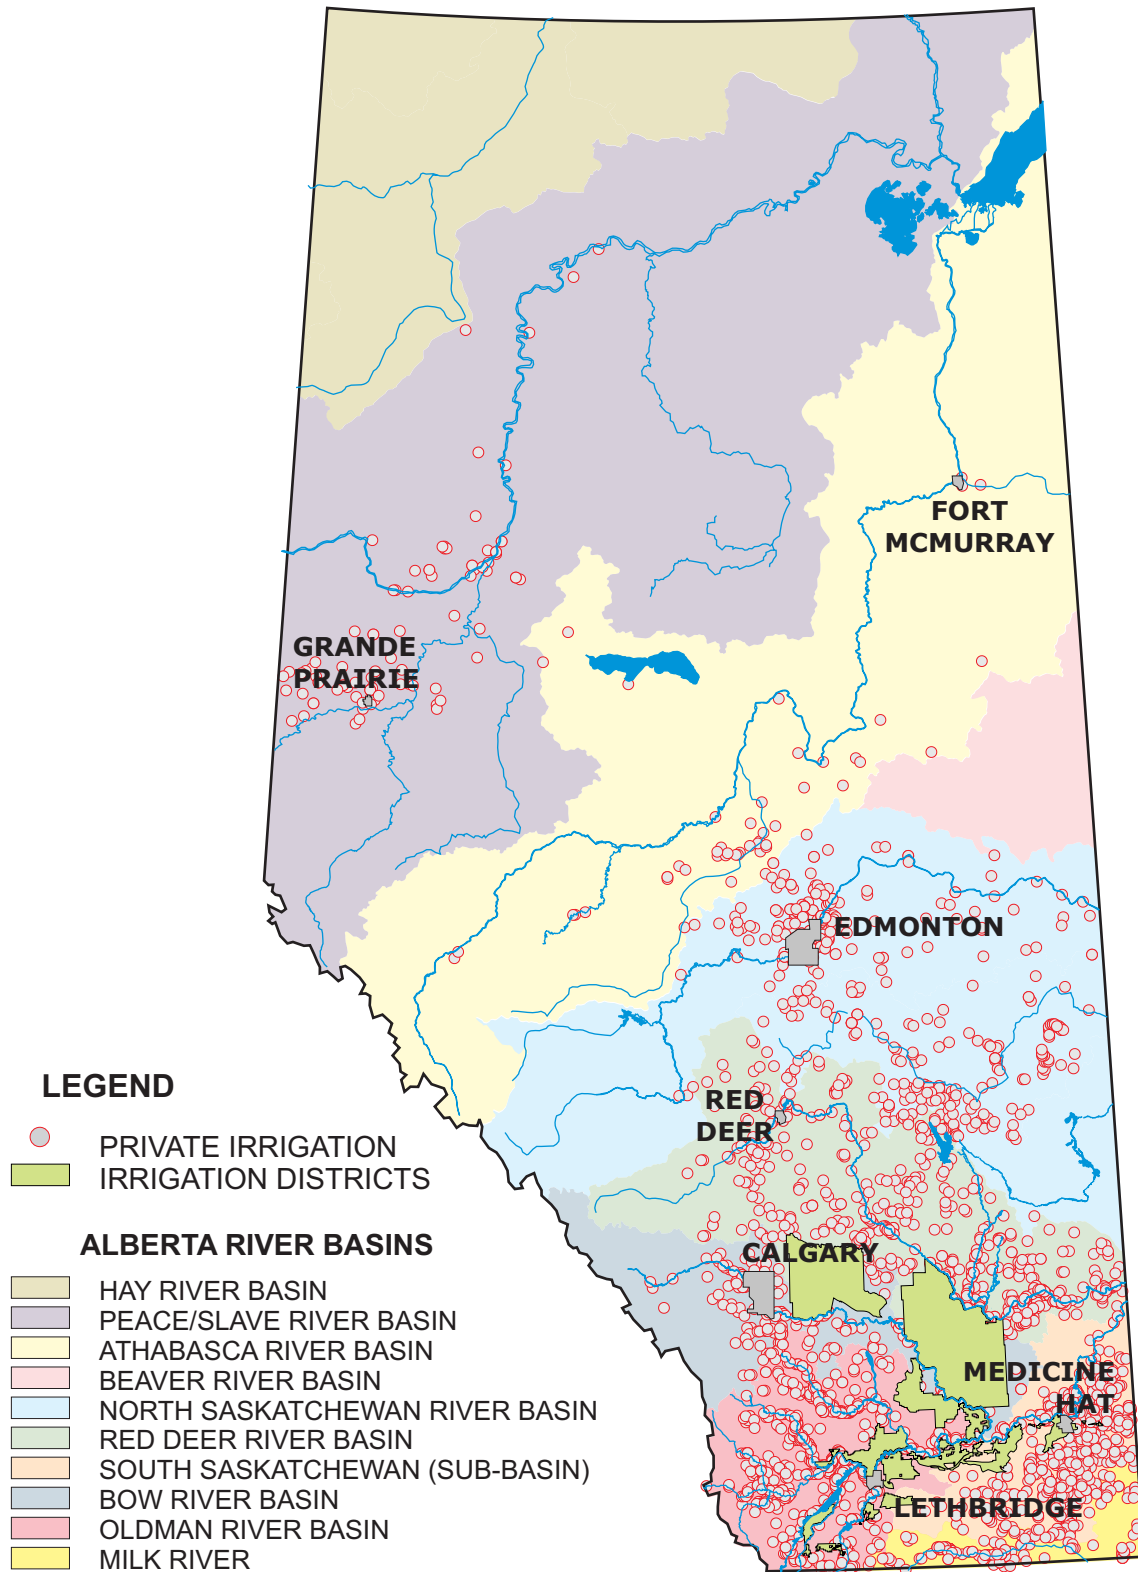 FORT
MCMURRAY
GRANDE
PRAIRIE
EDMONTON
RED
DEER
CALGARY
MEDICINE
HAT
LETHBRIDGE
LEGEND
PRIVATE IRRIGATION
IRRIGATION DISTRICTS
ALBERTA RIVER BASINS
HAY RIVER BASIN
PEACE/SLAVE RIVER BASIN
ATHABASCA RIVER BASIN
BEAVER RIVER BASIN
NORTH SASKATCHEWAN RIVER BASIN
RED DEER RIVER BASIN
SOUTH SASKATCHEWAN (SUB-BASIN)
BOW RIVER BASIN
OLDMAN RIVER BASIN
MILK RIVER